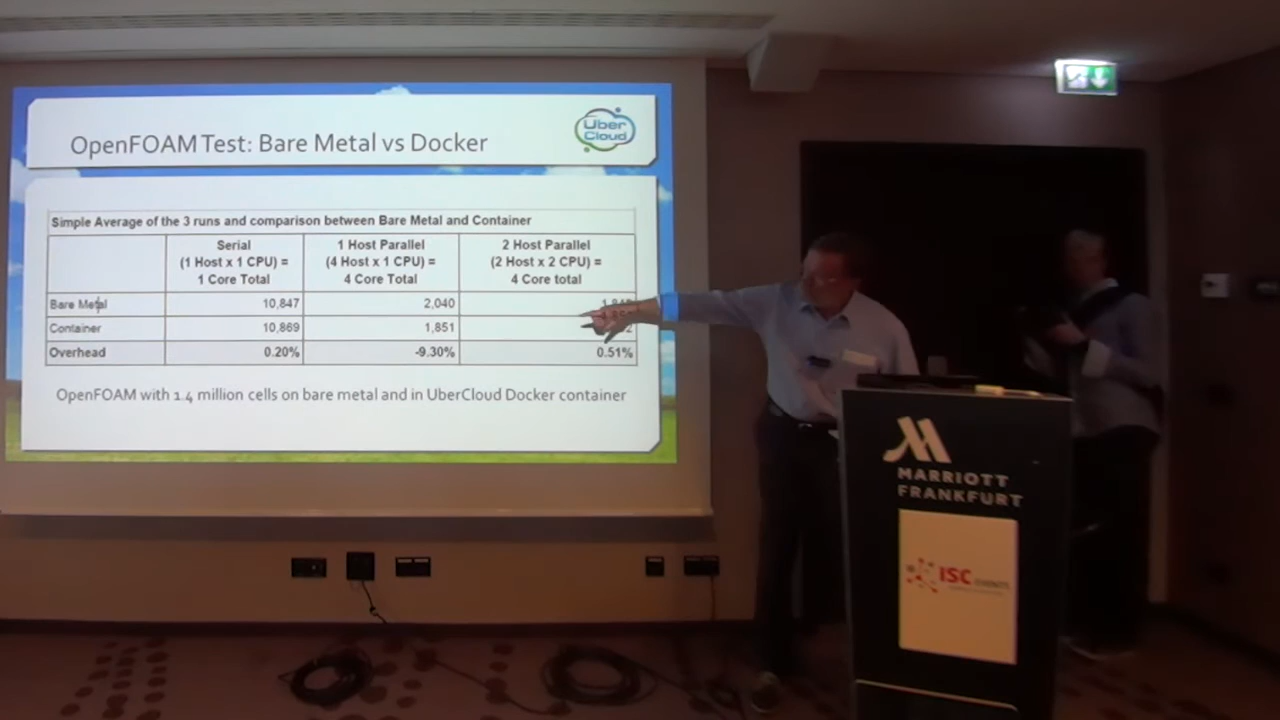 OpenFOAM Test: Bare Metal vs Docker
Uber
Cloud
Simple Average of the 3 runs and comparison between Bare Metal and Container
Serial
(1 Host x 1 CPU) =
1 Core Total
1 Host Parallel
(4 Host x 1 CPU) =
4 Core Total
2 Host Parallel
(2 Host x 2 CPU) =
4 Core total
Bare Metal 10,847 2,040
Container 10,869 1,851
Overhead 0.20% -9.30% 0.51%
OpenFOAM with 1.4 million cells on bare metal and in UberCloud Docker container
MARRIOTT
FRANKFURT
ISC